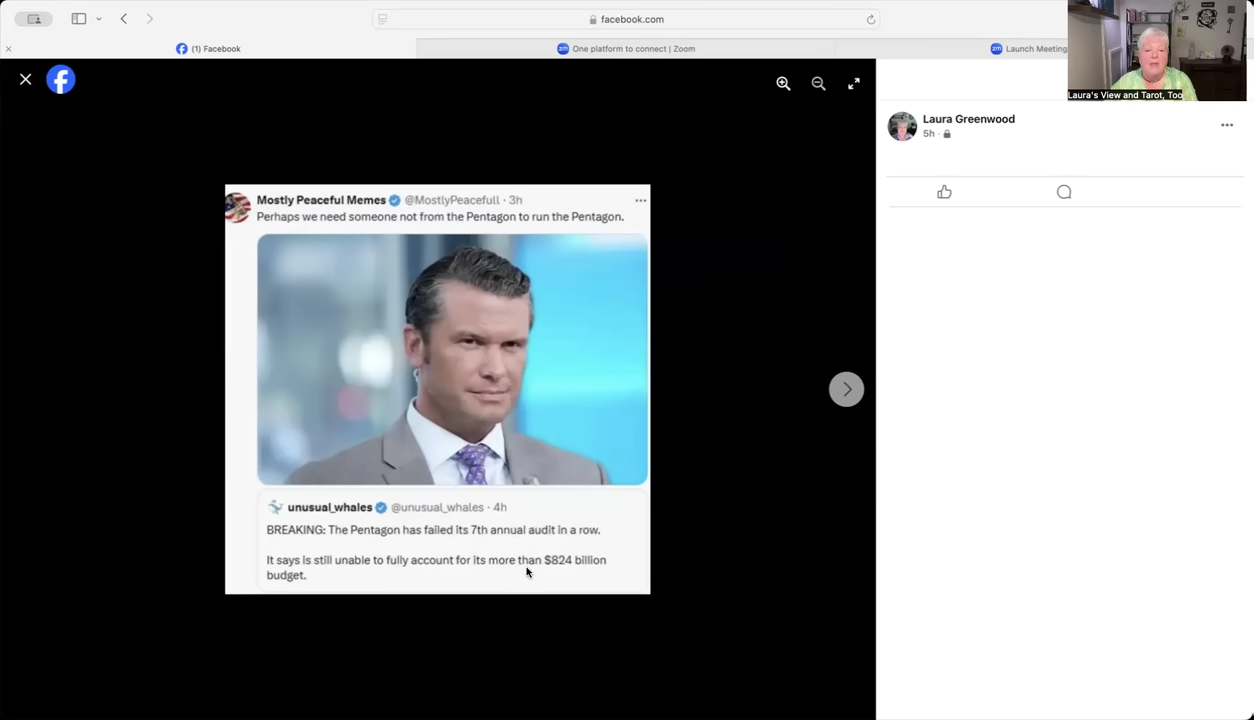 facebook.com
(1) Facebook
One platform to connect | Zoom
Launch Meeting
Laura's View and Tarot, Too
Laura Greenwood
5h ·
Mostly Peaceful Memes @MostlyPeacefull · 3h
Perhaps we need someone not from the Pentagon to run the Pentagon.
unusual_whales @unusual_whales · 4h
BREAKING: The Pentagon has failed its 7th annual audit in a row.
It says is still unable to fully account for its more than $824 billion
budget.